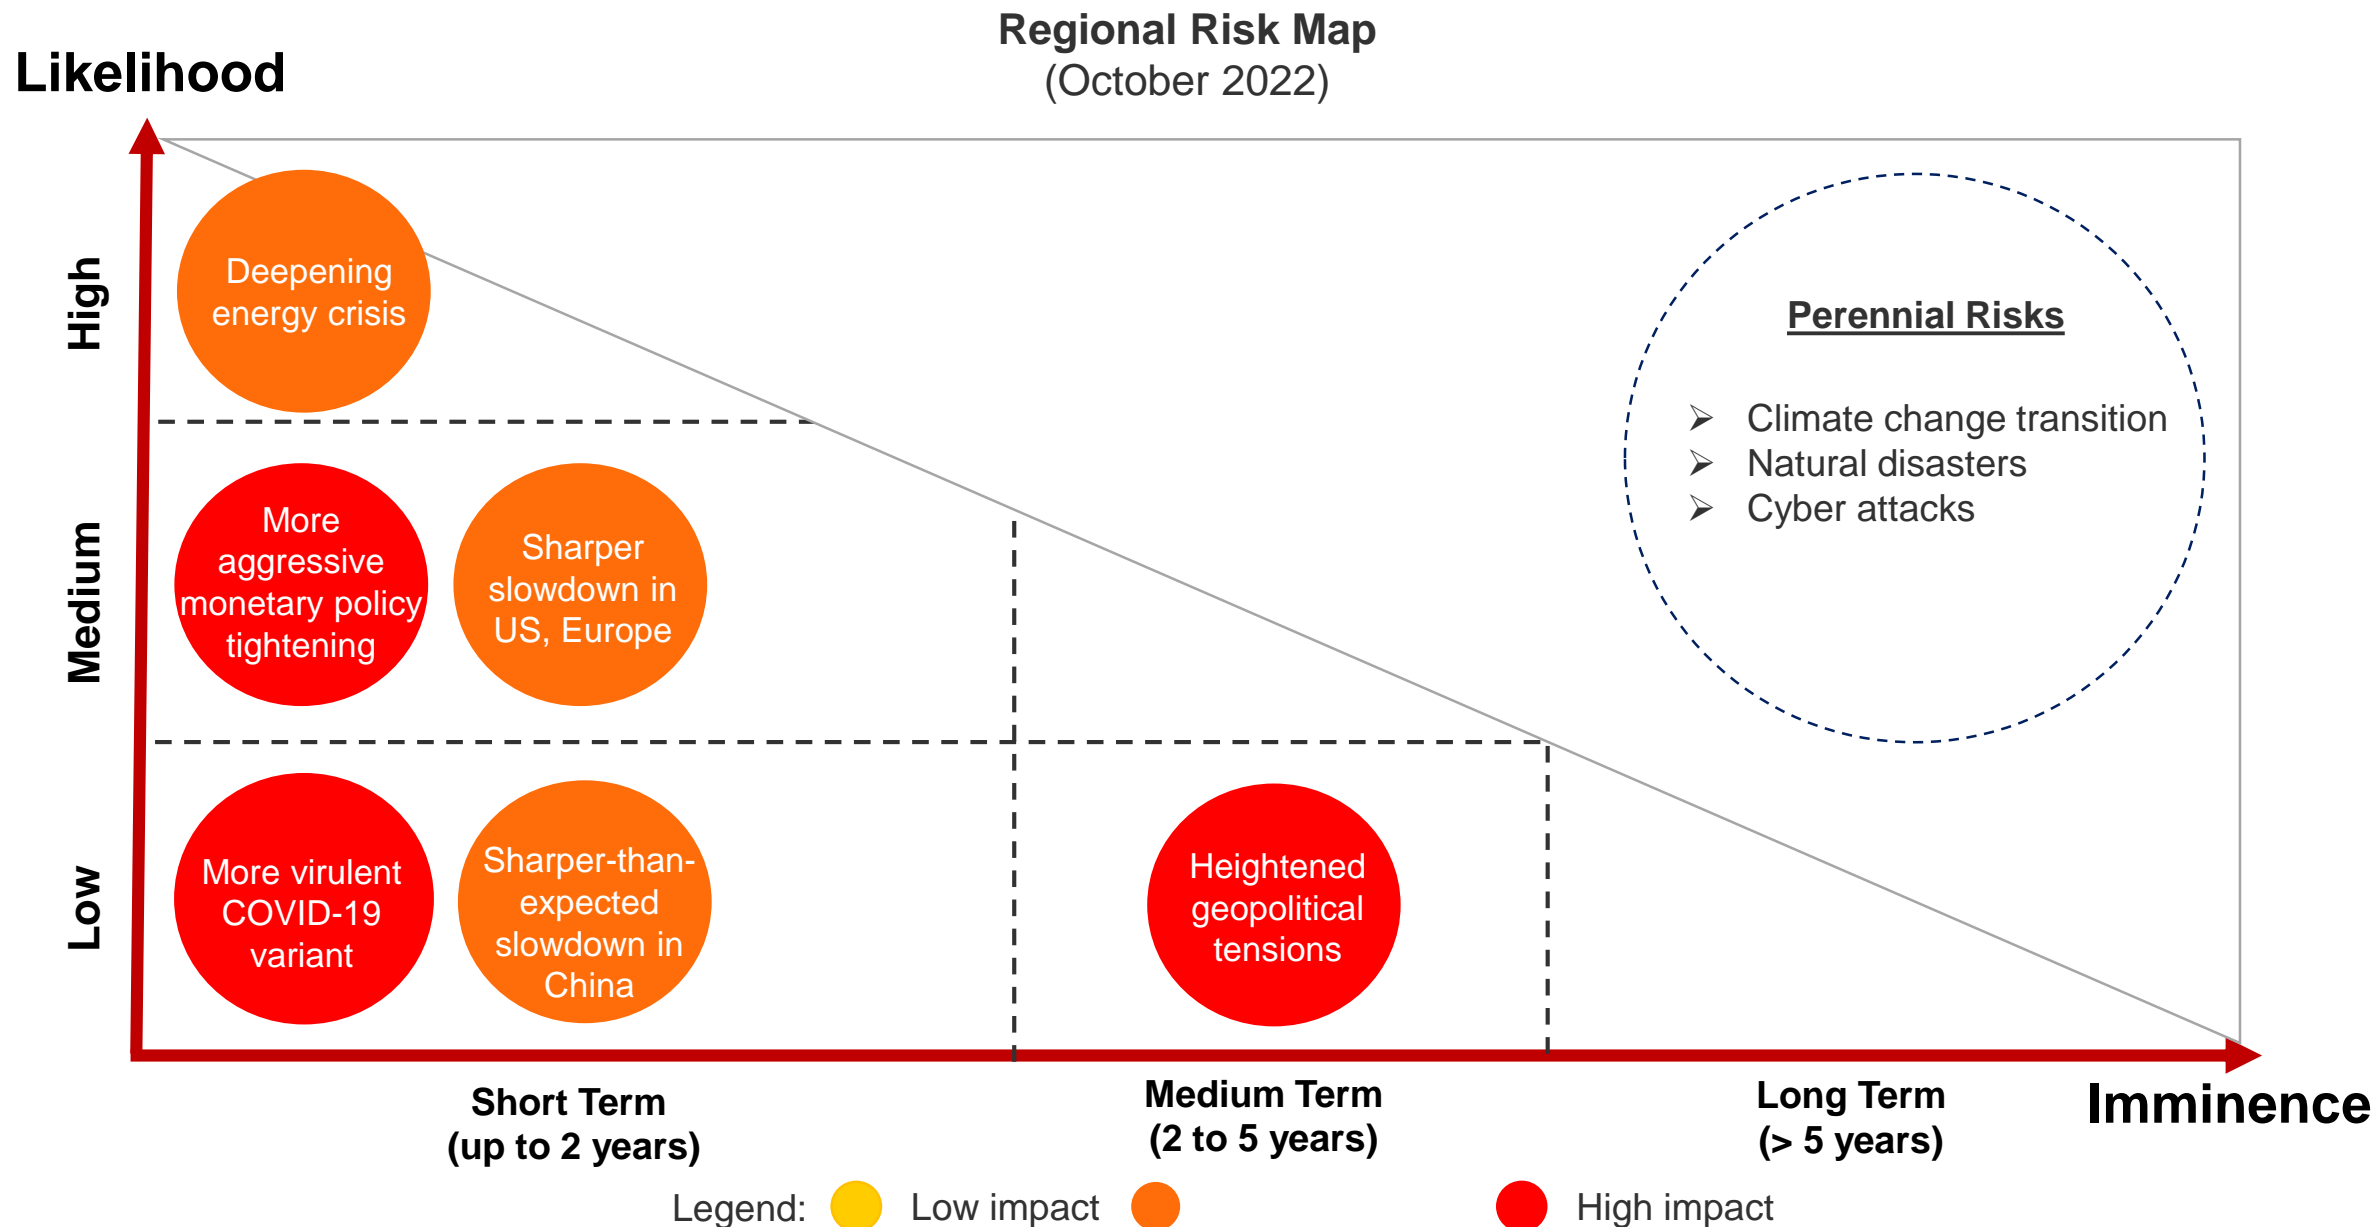 Regional Risk Map
(October 2022)
Likelihood
High
Medium
Low
Deepening
energy crisis
More
aggressive
monetary policy
tightening
Sharper
slowdown in
US, Europe
More virulent
COVID-19
variant
Sharper-than-
expected
slowdown in
China
Heightened
geopolitical
tensions
Perennial Risks
➢ Climate change transition
➢ Natural disasters
➢ Cyber attacks
Short Term
(up to 2 years)
Medium Term
(2 to 5 years)
Long Term
(> 5 years)
Imminence
Legend:
Low impact
High impact